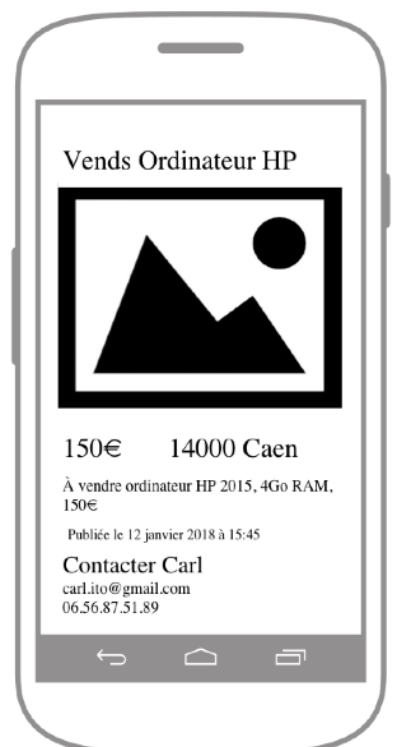 Vends Ordinateur HP
150€ 14000 Caen
À vendre ordinateur HP 2015, 4Go RAM,
150€
Publiée le 12 janvier 2018 à 15:45
Contacter Carl
carl.ito@gmail.com
06.56.87.51.89